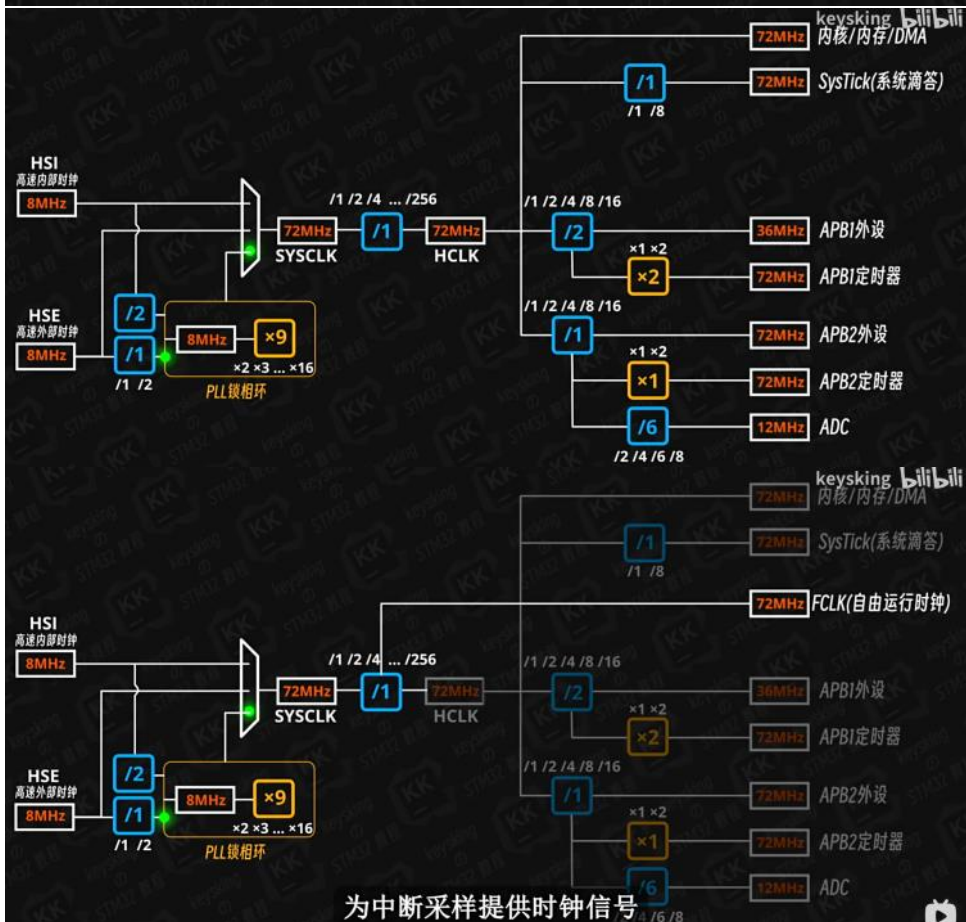 keysking bilibili
72MHz 内核/内存/DMA
/1 72MHz SysTick(系统滴答)
/1 /8
HSI
高速内部时钟
8MHz
/1 /2 /4 ... /256
72MHz /1 72MHz
SYSCLK HCLK
/1 /2 /4 /8 /16
/2 36MHz APB1外设
×1 ×2
×2 72MHz APB1定时器
HSE
高速外部时钟
8MHz
/2
/1
/1 /2
8MHz ×9
×2 ×3 ... ×16
PLL锁相环
/1 /2 /4 /8 /16
/1 72MHz APB2外设
×1 ×2
×1 72MHz APB2定时器
/6 12MHz ADC
/2 /4 /6 /8
keysking bilibili
72MHz 内核/内存/DMA
/1 72MHz SysTick(系统滴答)
/1 /8
72MHz FCLK(自由运行时钟)
HSI
高速内部时钟
8MHz
/1 /2 /4 ... /256
72MHz /1 72MHz
SYSCLK HCLK
/1 /2 /4 /8 /16
/2 36MHz APB1外设
×1 ×2
×2 72MHz APB1定时器
HSE
高速外部时钟
8MHz
/2
/1
/1 /2
8MHz ×9
×2 ×3 ... ×16
PLL锁相环
/1 /2 /4 /8 /16
/1 72MHz APB2外设
×1 ×2
×1 72MHz APB2定时器
/6 12MHz ADC
/4 /6 /8
为中断采样提供时钟信号